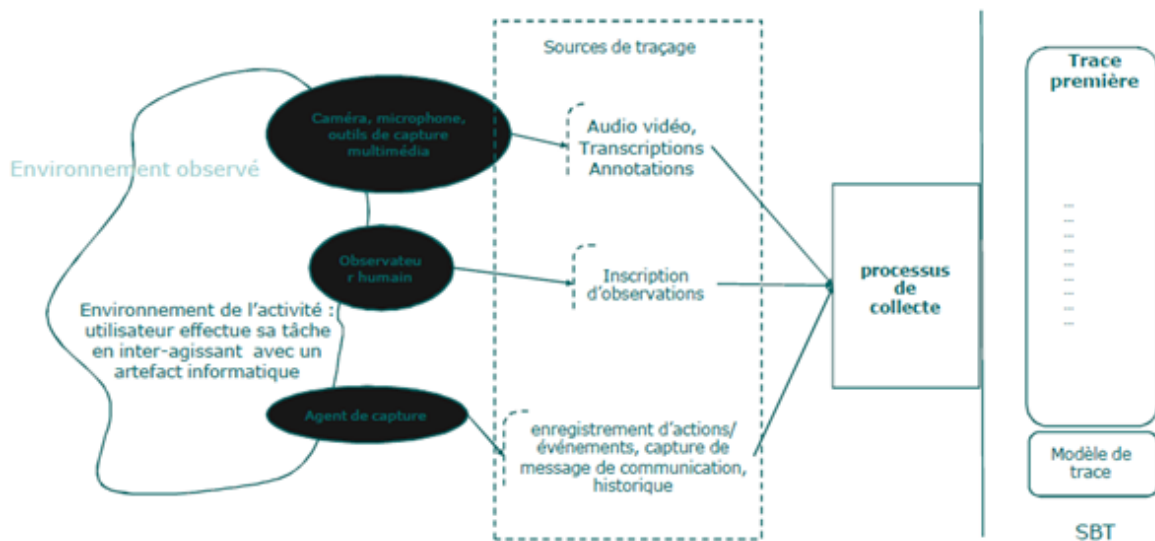 Sources de traçage
Trace
première
Caméra, microphone,
outils de capture
multimédia
Audio vidéo,
Transcriptions
Annotations
Environnement observé
...
...
...
...
...
...
...
...
...
Observateu
r humain
Inscription
d'observations
processus
de
collecte
Environnement de l'activité :
utilisateur effectue sa tâche
en inter-agissant avec un
artefact informatique
Agent de capture
enregistrement d'actions/
événements, capture de
message de communication,
historique
Modèle de
trace
SBT